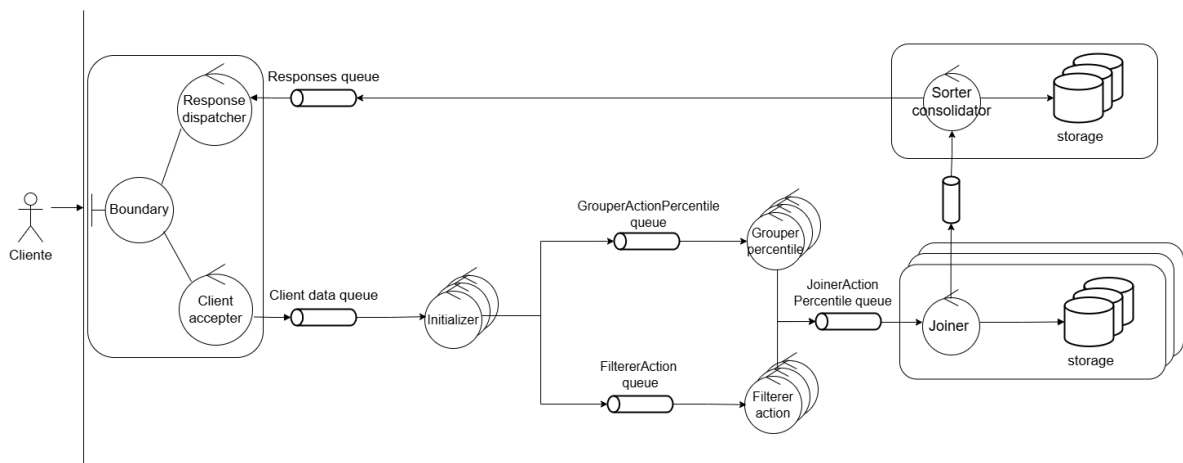 Responses queue
Response
dispatcher
Sorter
consolidator
storage
Boundary
Cliente
GrouperActionPercentile
queue
Grouper
percentile
Client data queue
Client
accepter
Initializer
JoinerAction
Percentile queue
Joiner
storage
FiltererAction
queue
Filterer
action